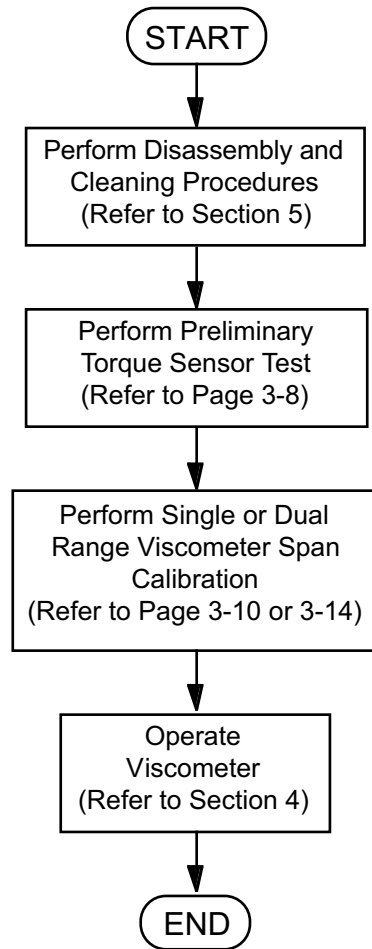 START
Perform Disassembly and
Cleaning Procedures
(Refer to Section 5)
Perform Preliminary
Torque Sensor Test
(Refer to Page 3-8)
Perform Single or Dual
Range Viscometer Span
Calibration
(Refer to Page 3-10 or 3-14)
Operate
Viscometer
(Refer to Section 4)
END